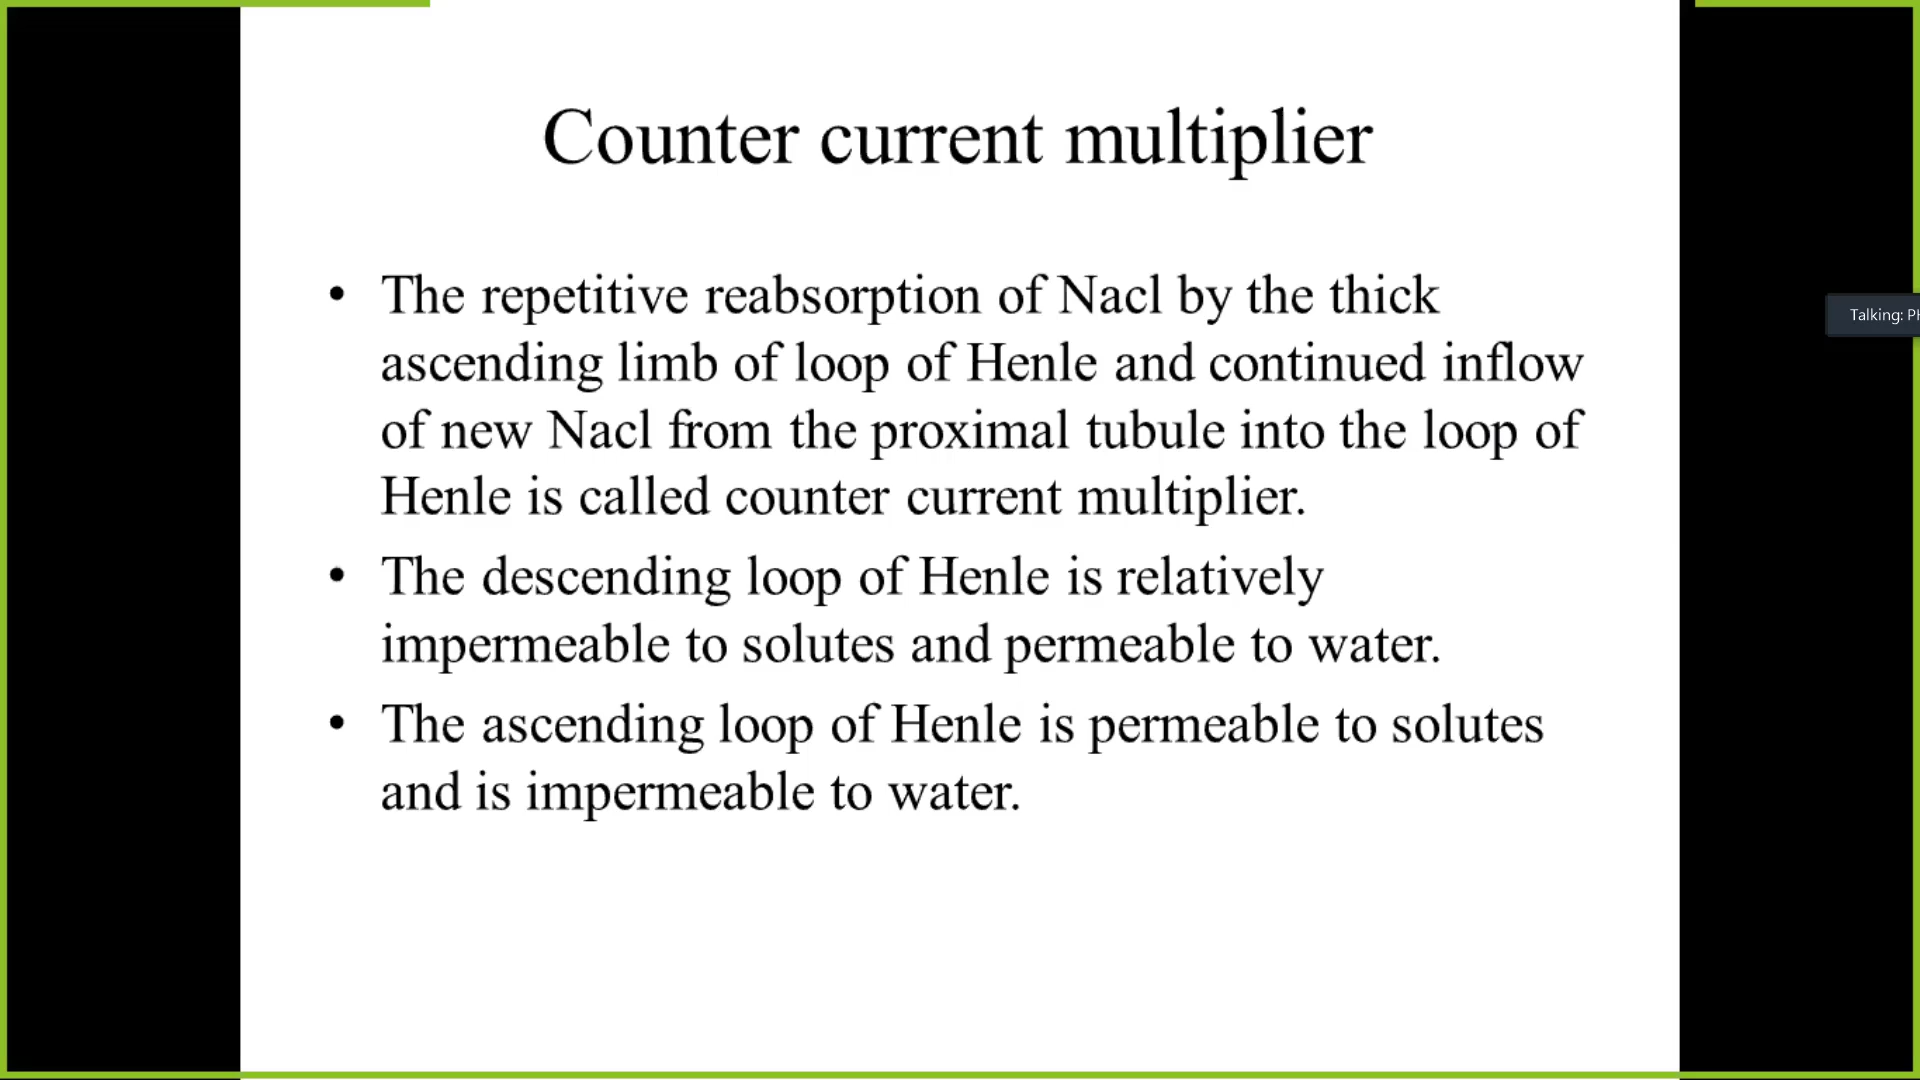 Counter current multiplier
• The repetitive reabsorption of Nacl by the thick
ascending limb of loop of Henle and continued inflow
of new Nacl from the proximal tubule into the loop of
Henle is called counter current multiplier.
• The descending loop of Henle is relatively
impermeable to solutes and permeable to water.
• The ascending loop of Henle is permeable to solutes
and is impermeable to water.
Talking: